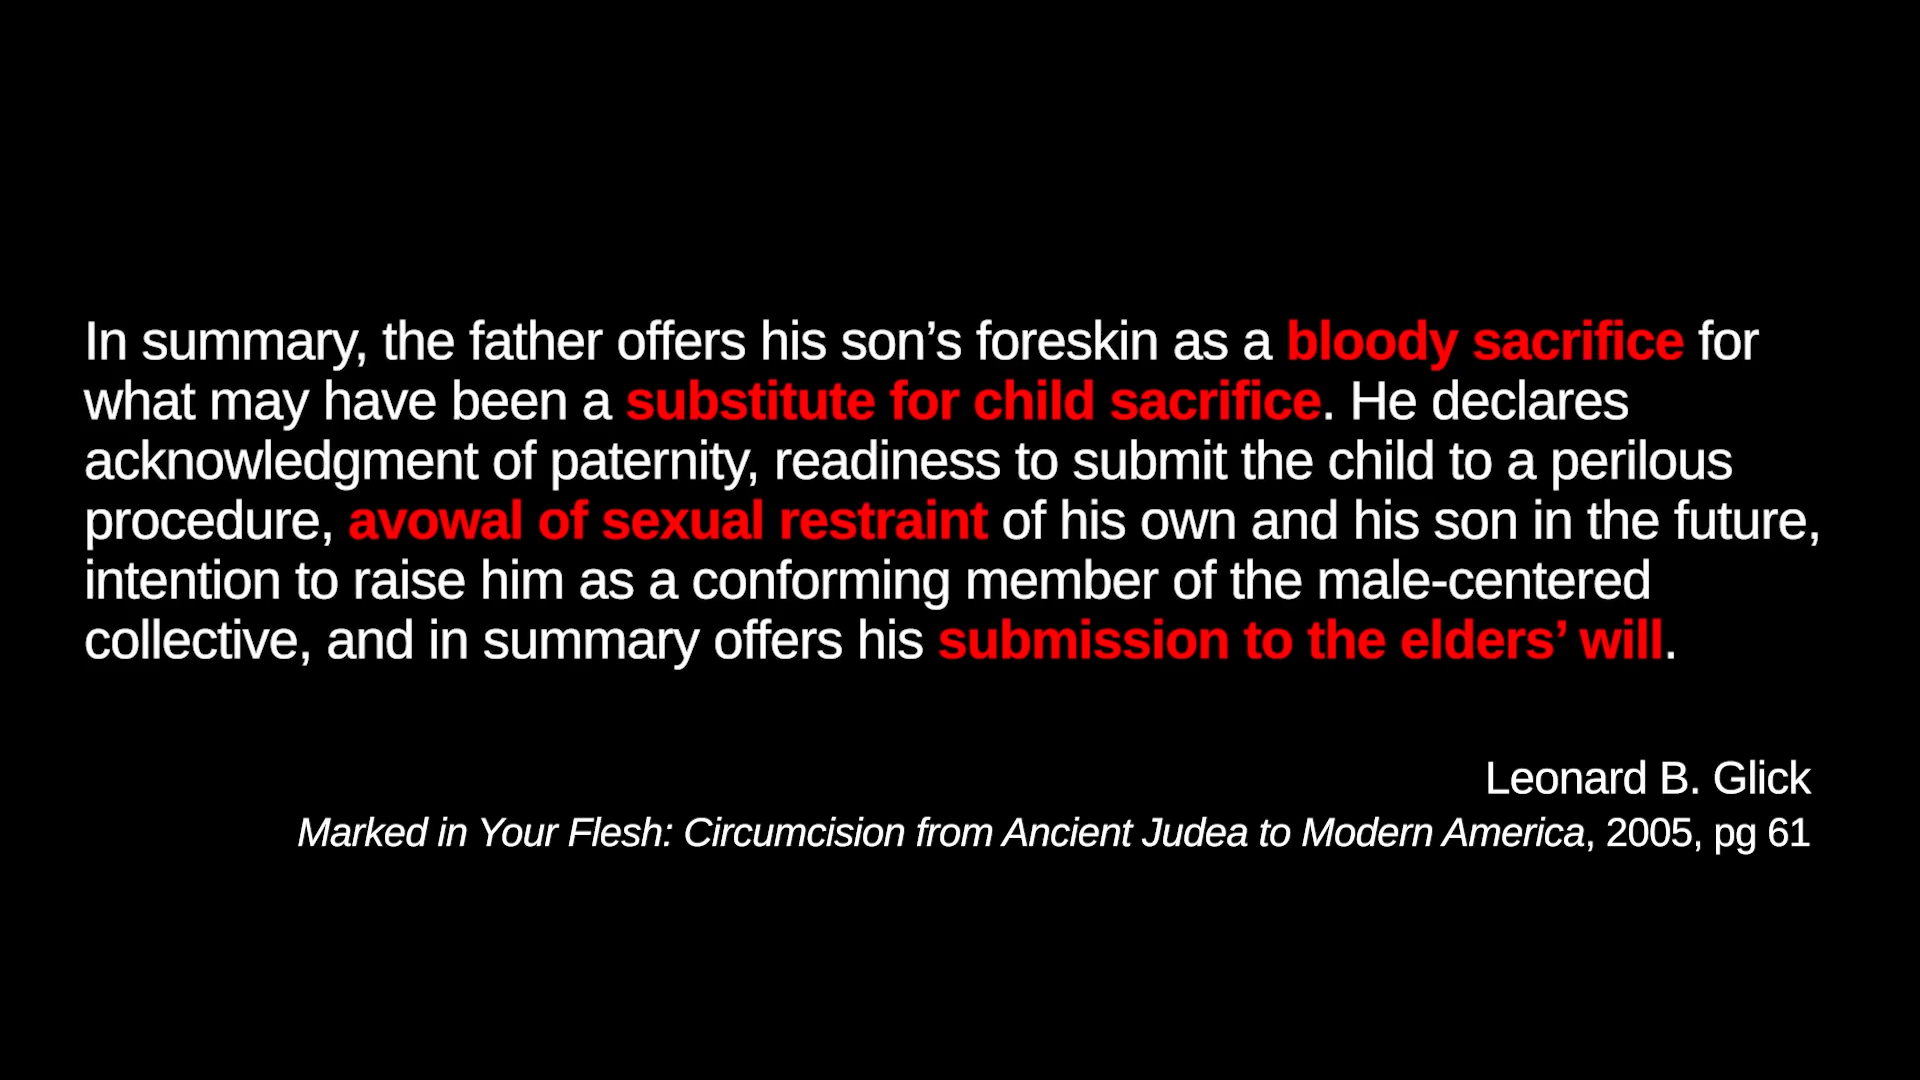 In summary, the father offers his son’s foreskin as a bloody sacrifice for
what may have been a substitute for child sacrifice. He declares
acknowledgment of paternity, readiness to submit the child to a perilous
procedure, avowal of sexual restraint of his own and his son in the future,
intention to raise him as a conforming member of the male-centered
collective, and in summary offers his submission to the elders’ will.
Leonard B. Glick
Marked in Your Flesh: Circumcision from Ancient Judea to Modern America, 2005, pg 61